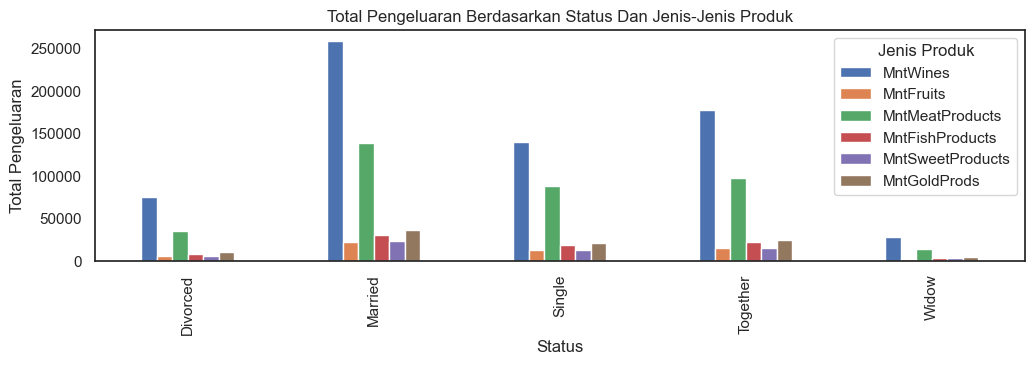 Total Pengeluaran Berdasarkan Status Dan Jenis-Jenis Produk
Total Pengeluaran
250000
200000
150000
100000
50000
0
Jenis Produk
MntWines
MntFruits
MntMeatProducts
MntFishProducts
MntSweetProducts
MntGoldProds
Divorced
Married
Single
Together
Widow
Status